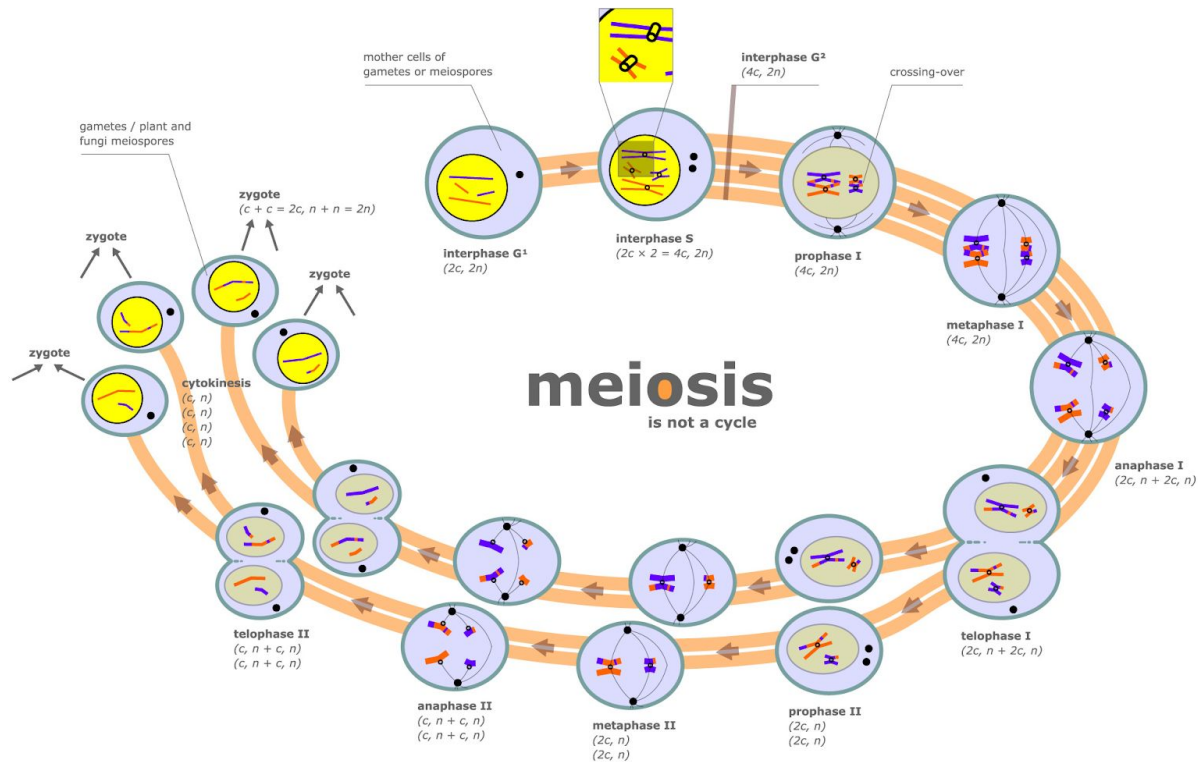 mother cells of
gametes or meiospores
interphase G²
(4c, 2n)
crossing-over
gametes / plant and
fungi meiospores
zygote
(c + c = 2c, n + n = 2n)
zygote
zygote
zygote
interphase G¹
(2c, 2n)
interphase S
(2c × 2 = 4c, 2n)
prophase I
(4c, 2n)
metaphase I
(4c, 2n)
cytokinesis
(c, n)
(c, n)
(c, n)
(c, n)
meiosis
is not a cycle
anaphase I
(2c, n + 2c, n)
telophase I
(2c, n + 2c, n)
prophase II
(2c, n)
(2c, n)
metaphase II
(2c, n)
(2c, n)
anaphase II
(c, n + c, n)
(c, n + c, n)
telophase II
(c, n + c, n)
(c, n + c, n)